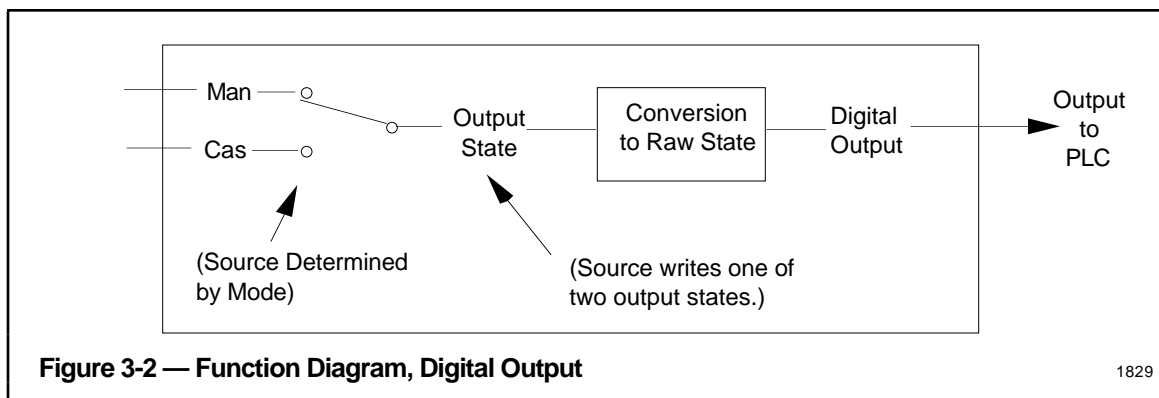 Man
Cas
Output
State
Conversion
to Raw State
Digital
Output
Output
to
PLC
(Source Determined
by Mode)
(Source writes one of
two output states.)
Figure 3-2 — Function Diagram, Digital Output
1829